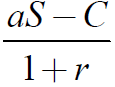 aS − C
1 + r